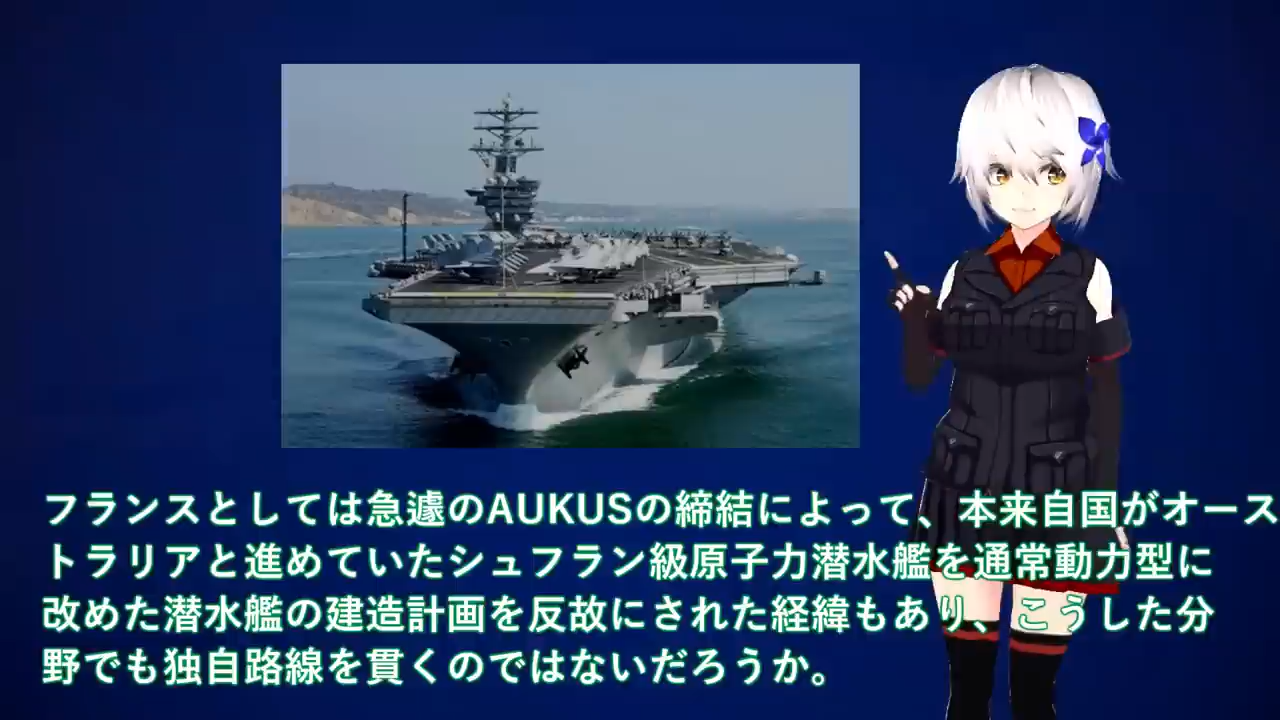 フランスとしては急遽のAUKUSの締結によって、本来自国がオース
トラリアと進めていたシュフラン級原子力潜水艦を通常動力型に
改めた潜水艦の建造計画を反故にされた経緯もあり、こうした分
野でも独自路線を貫くのではないだろうか。